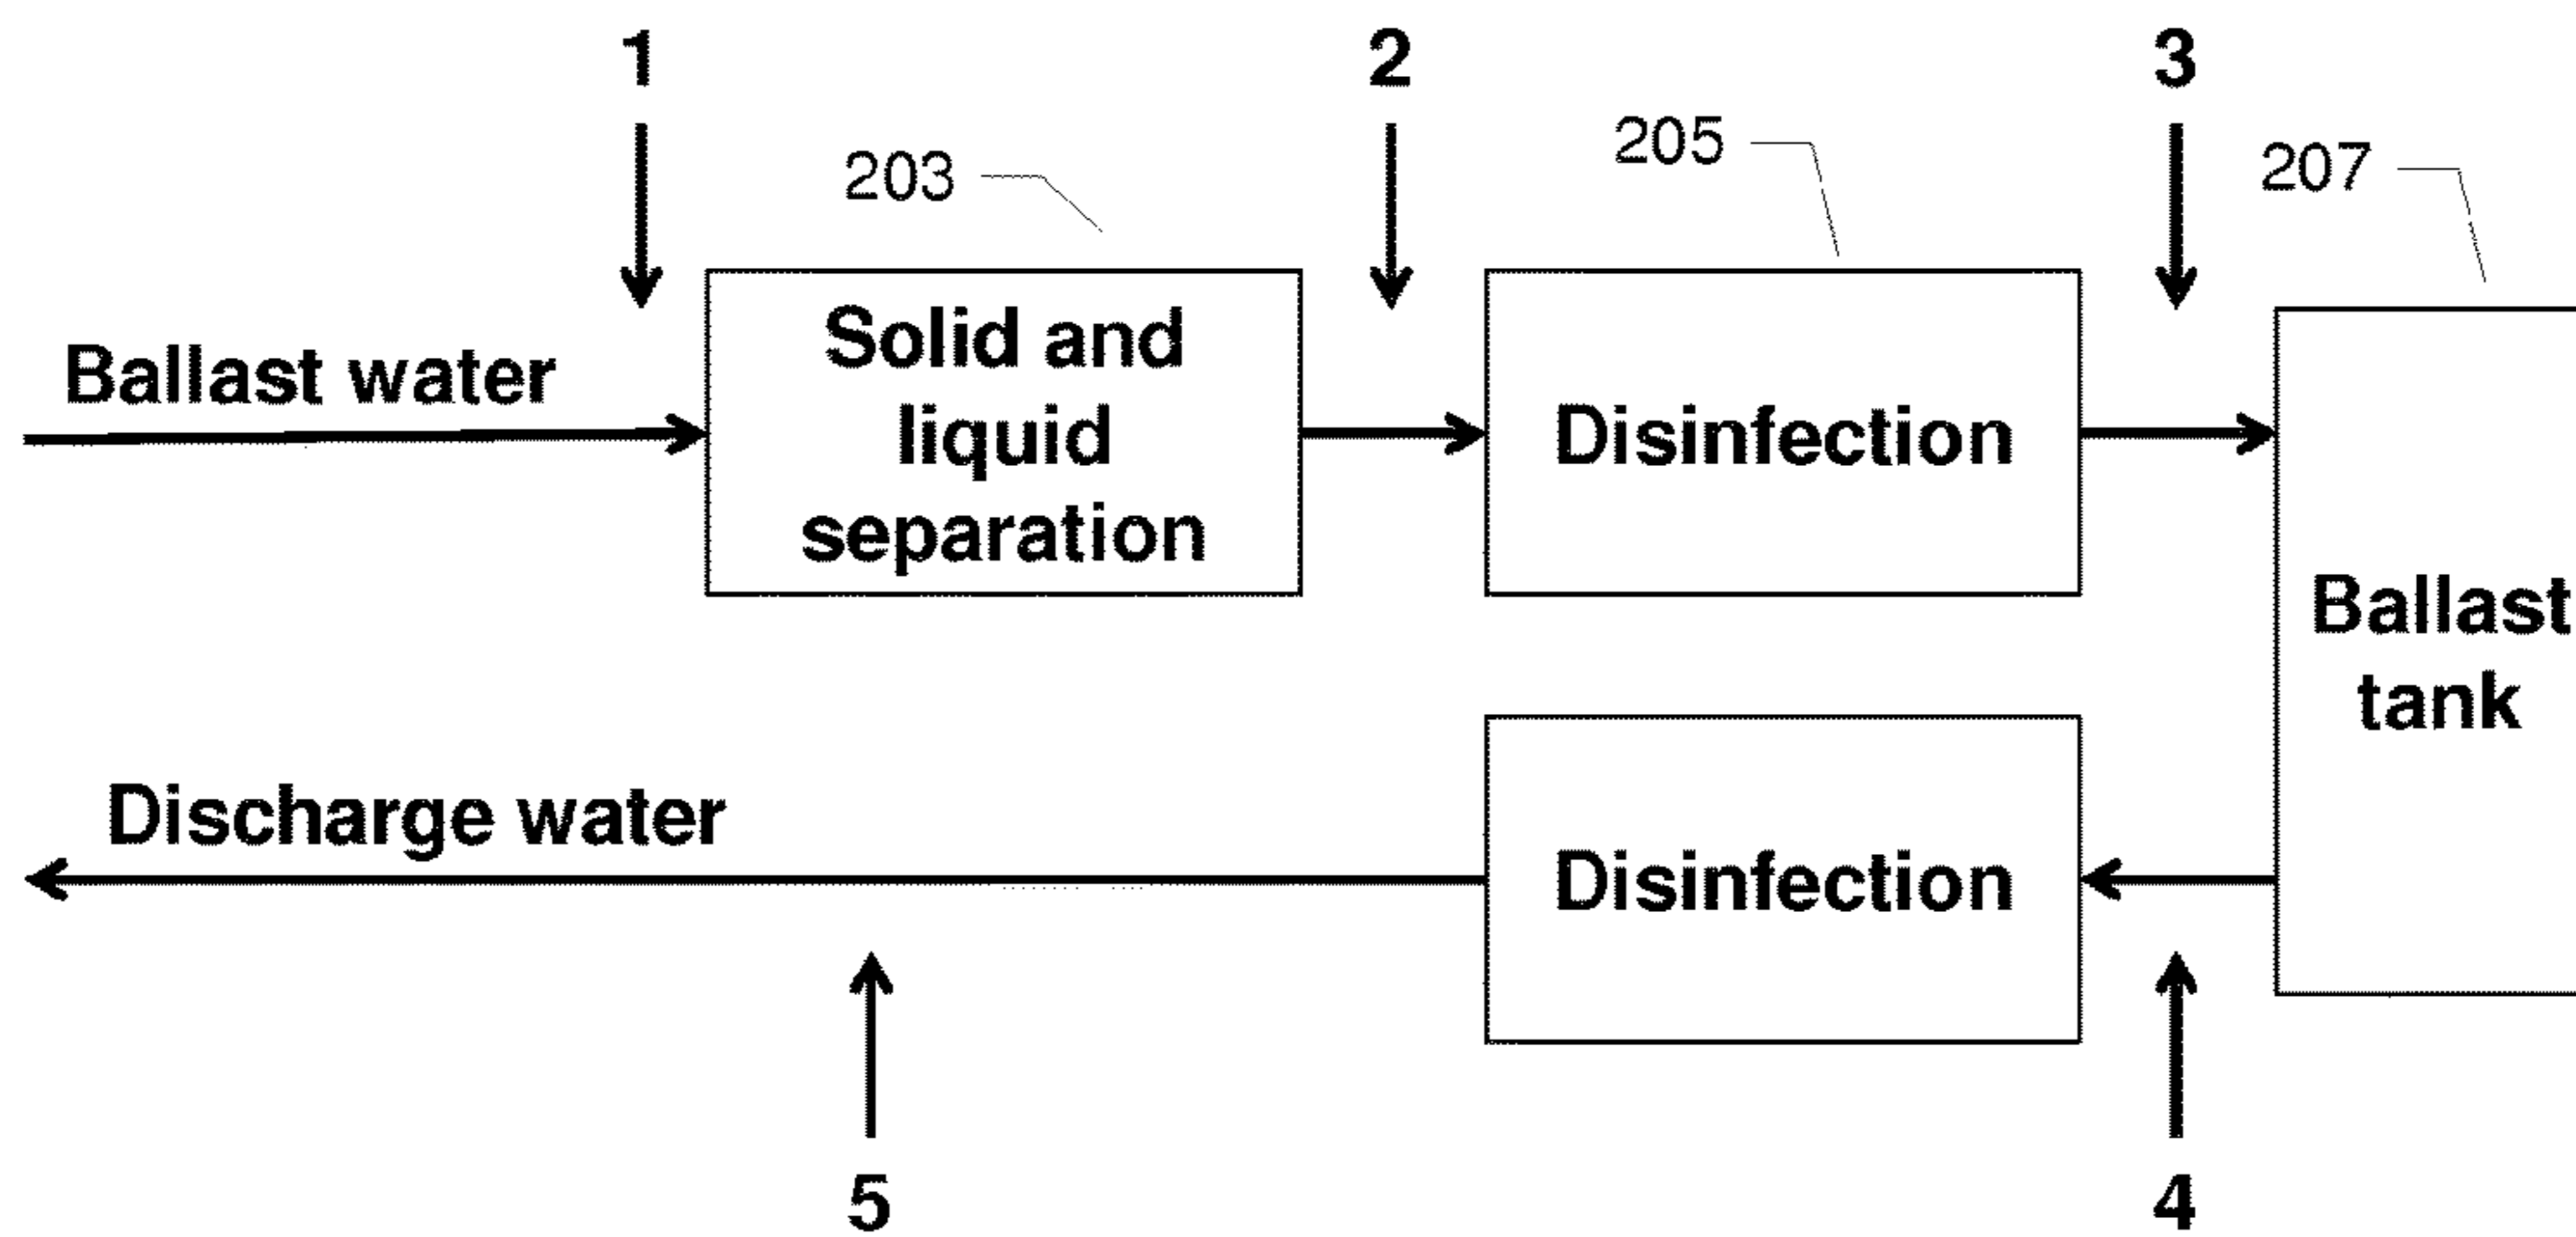 1
2
3
203
205
207
Ballast water
Solid and
liquid
separation
Disinfection
Ballast
tank
Discharge water
Disinfection
5
4